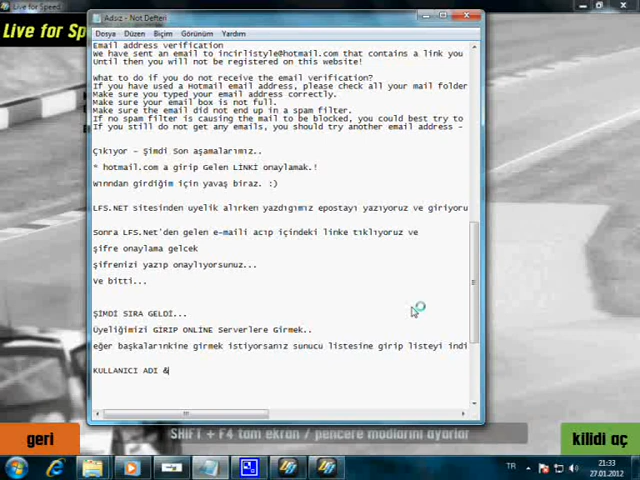 Live for Speed
Live for S
Adsız - Not Defteri
Dosya Düzen Biçim Görünüm Yardım
Email address verification
We have sent an email to incirlistyle@hotmail.com that contains a link you
Until then you will not be registered on this website!
What to do if you do not receive the email verification?
If you have used a Hotmail email address, please check all your mail folder
Make sure you typed your email address correctly.
Make sure your email box is not full.
Make sure the email did not end up in a spam filter.
If no spam filter is causing the mail to be blocked, you could best try to
If you still do not get any emails, you should try another email address -
Çıkıyor - Şimdi Son aşamalarımız..
* hotmail.com a girip Gelen LİNKİ onaylamak.!
Wınndan girdiğim için yavaş biraz. :)
LFS.NET sitesinden uyelik alırken yazdıgımız epostayı yazıyoruz ve giriyoru
Sonra LFS.Net'den gelen e-maili acıp içindeki linke tıklıyoruz ve
şifre onaylama gelcek
şifrenizi yazıp onaylıyorsunuz...
Ve bitti...
ŞİMDİ SIRA GELDİ...
Üyeliğimizi GİRIP ONLİNE Serverlere Girmek..
eğer başkalarınkine girmek istiyorsanız sunucu listesine girip listeyi indi
KULLANICI ADI &
geri
SHIFT + F4 tam ekran / pencere modlarını ayarlar
kilidi aç
TR
21:33
27.01.2012